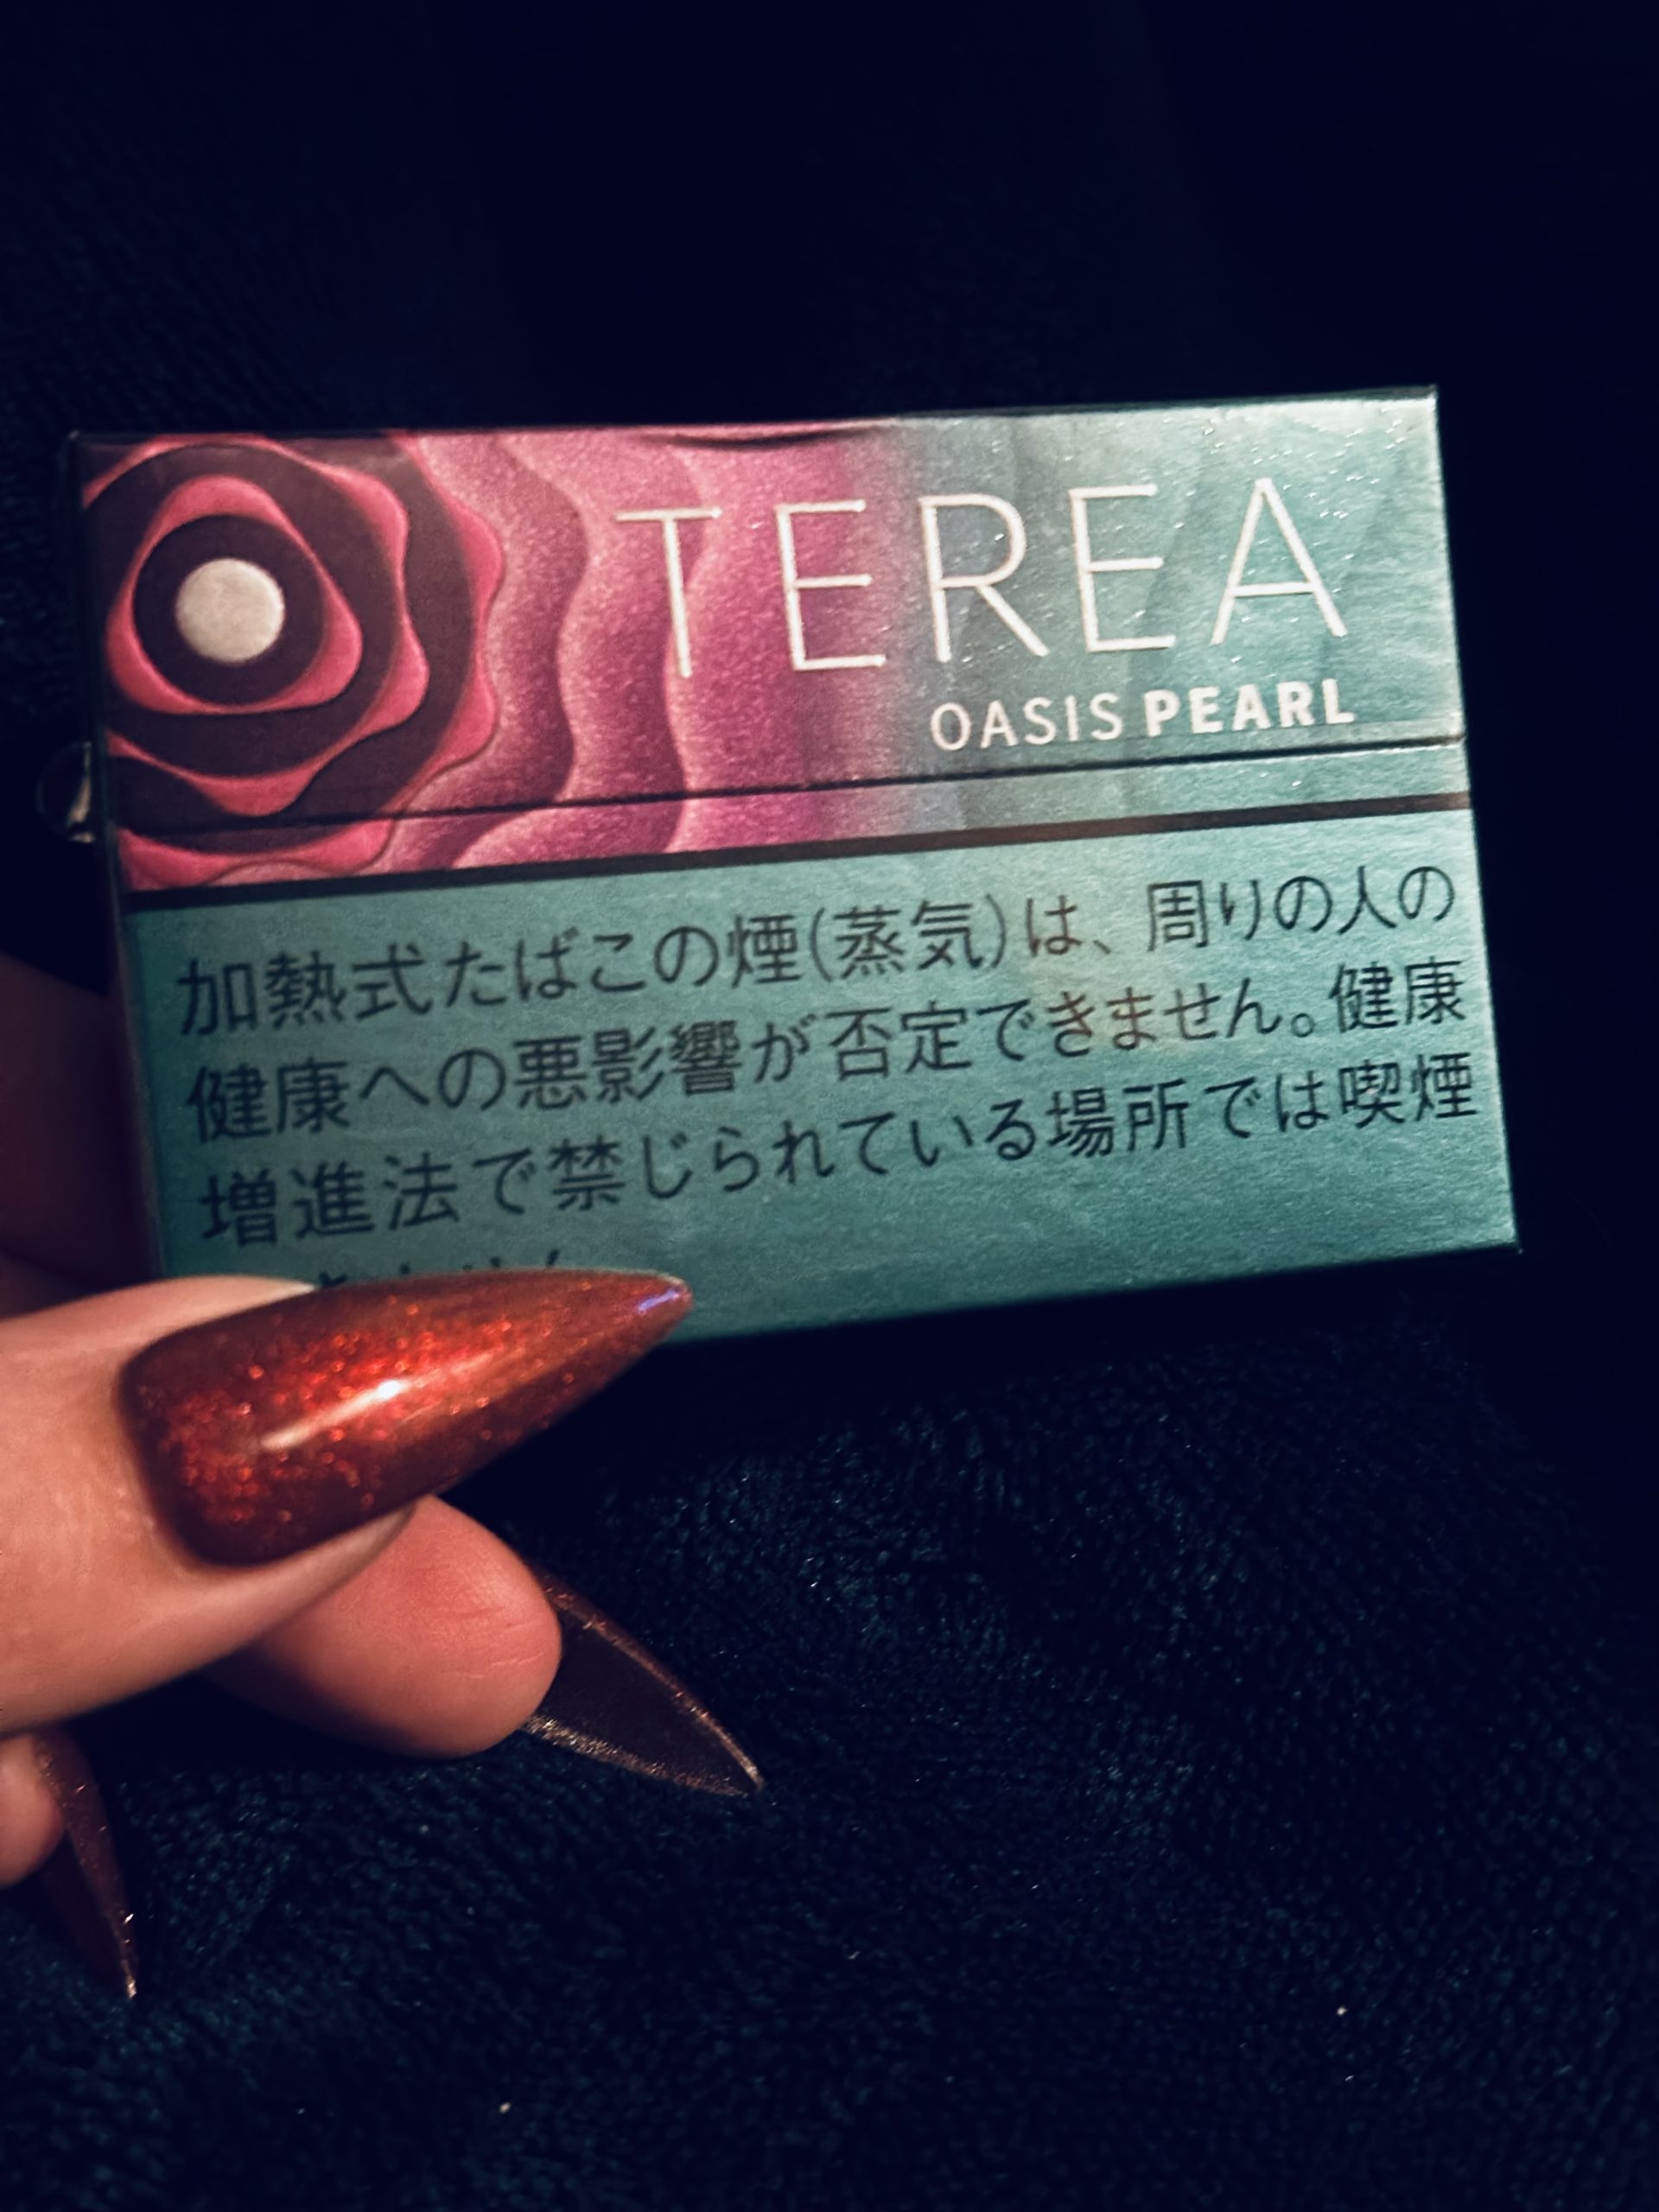 TEREA
OASIS PEARL
加熱式たばこの煙(蒸気)は、周りの人の
健康への悪影響が否定できません。健康
増進法で禁じられている場所では喫煙